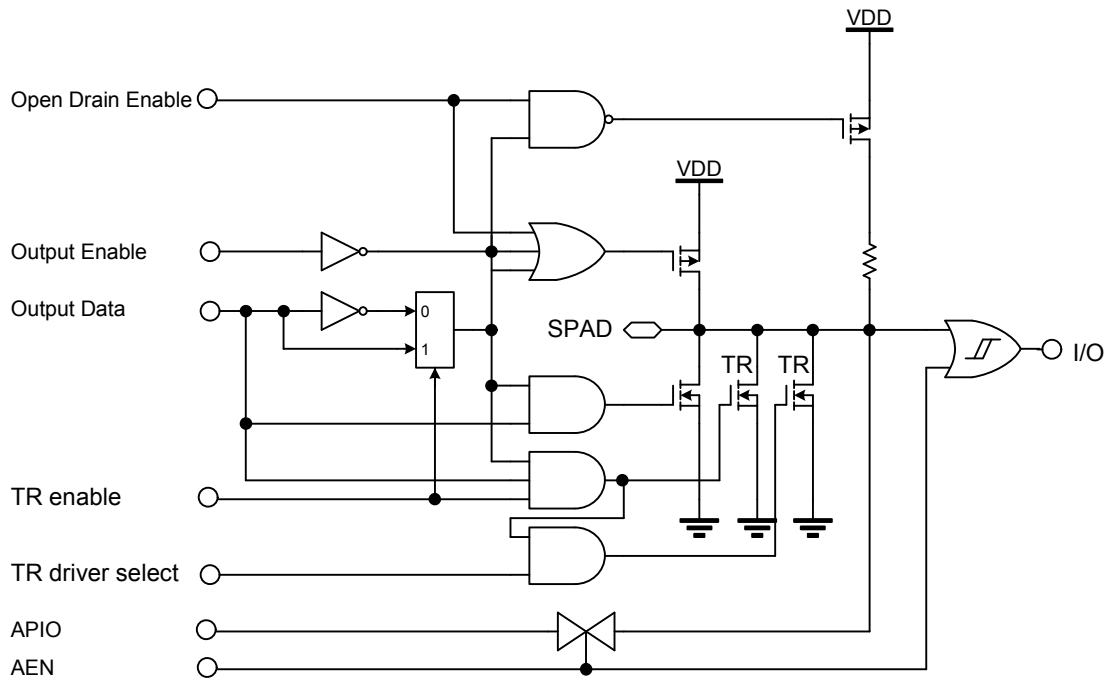 VDD
Open Drain Enable
VDD
Output Enable
Output Data
0
1
SPAD
TR
TR
I/O
TR enable
TR driver select
APIO
AEN